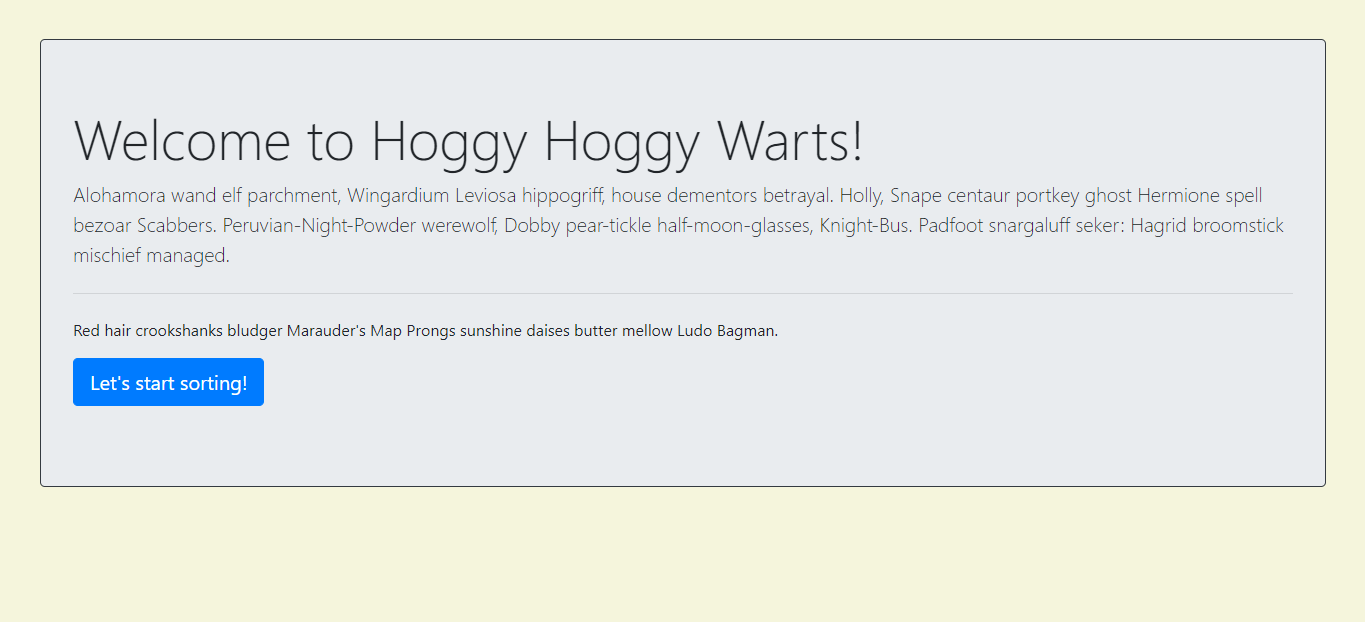 Welcome to Hoggy Hoggy Warts!
Alohamora wand elf parchment, Wingardium Leviosa hippogriff, house dementors betrayal. Holly, Snape centaur portkey ghost Hermione spell
bezoar Scabbers. Peruvian-Night-Powder werewolf, Dobby pear-tickle half-moon-glasses, Knight-Bus. Padfoot snargaluff seker: Hagrid broomstick
mischief managed.
Red hair crookshanks bludger Marauder's Map Prongs sunshine daises butter mellow Ludo Bagman.
Let's start sorting!